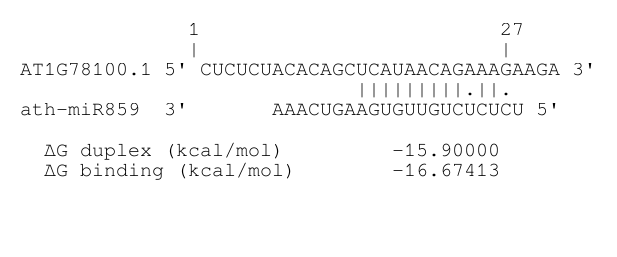 1 27
| |
AT1G78100.1 5' CUCUCUACACAGCUCAUAACAGAAAGAAGA 3'
|||||||||.||.
ath-miR859 3' AAACUGAAGUGUUGUCUCUCU 5'
ΔG duplex (kcal/mol) -15.90000
ΔG binding (kcal/mol) -16.67413